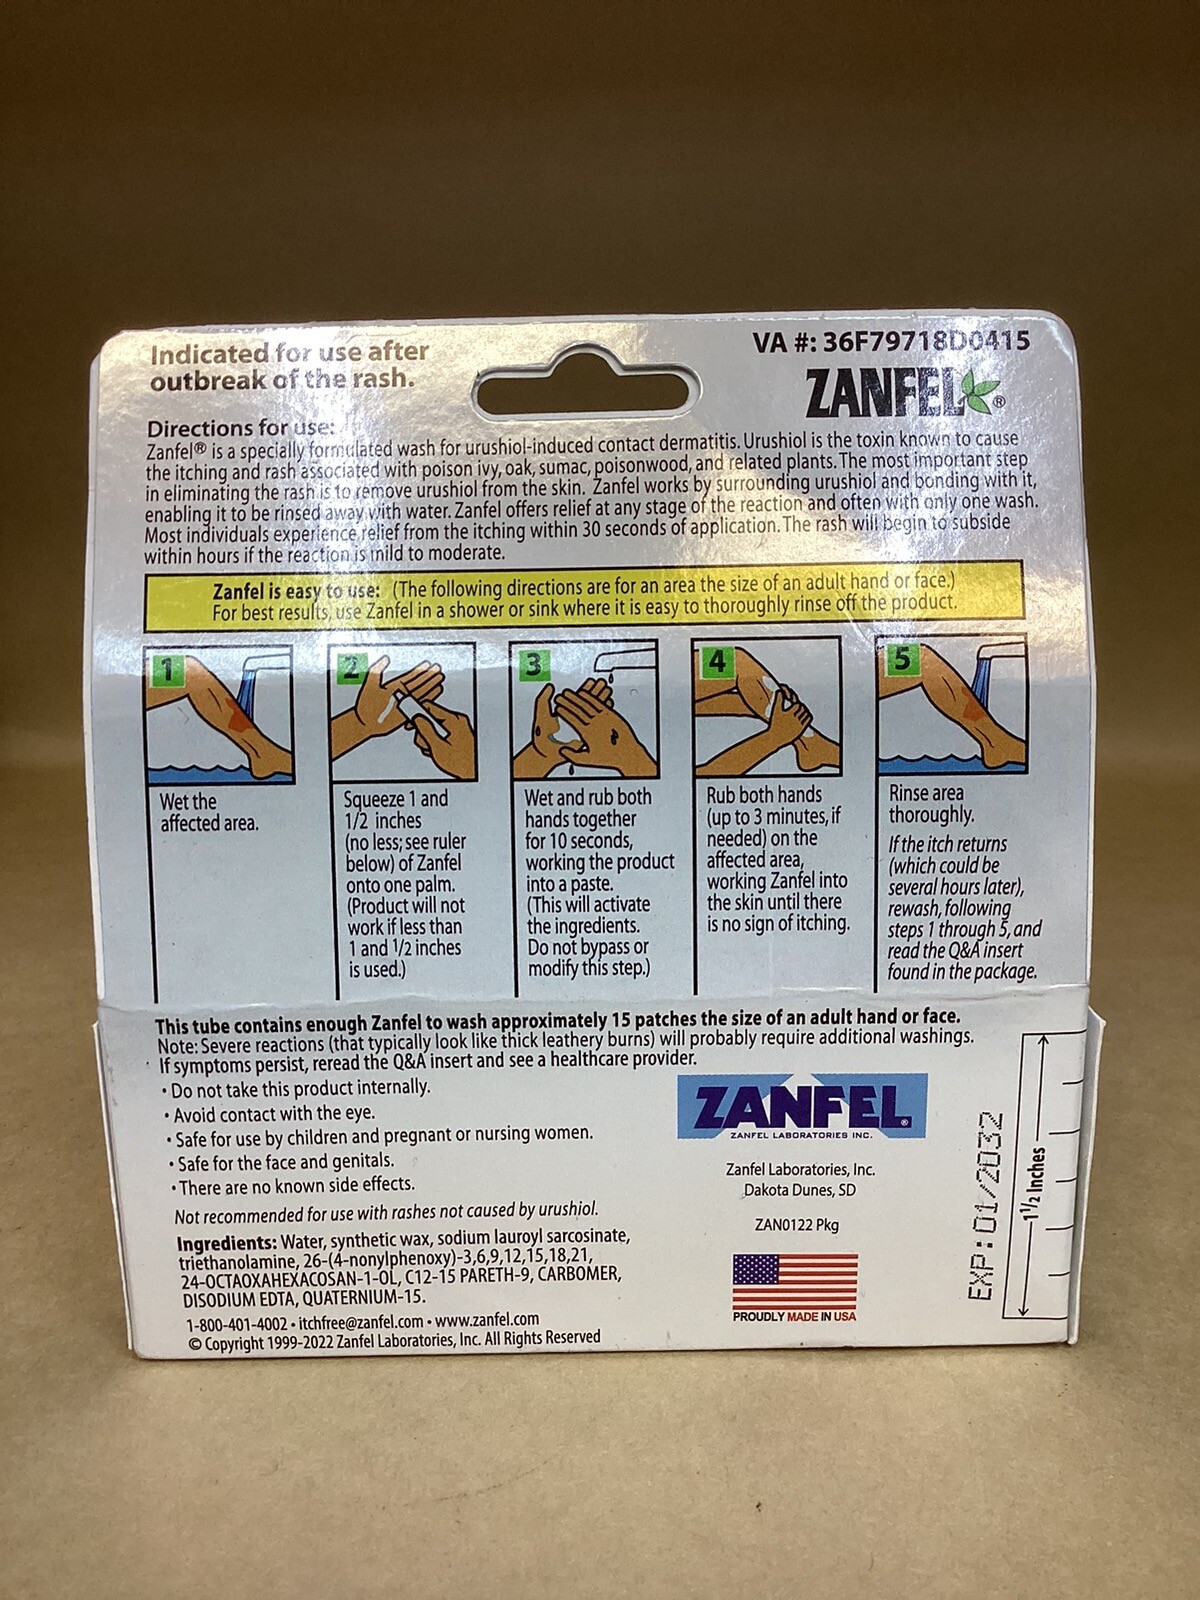 Indicated for use after
outbreak of the rash.
VA #: 36F79718D0415
ZANFEL®
Directions for use:
Zanfel® is a specially formulated wash for urushiol-induced contact dermatitis. Urushiol is the toxin known to cause
the itching and rash associated with poison ivy, oak, sumac, poisonwood, and related plants. The most important step
in eliminating the rash is to remove urushiol from the skin. Zanfel works by surrounding urushiol and bonding with it,
enabling it to be rinsed away with water. Zanfel offers relief at any stage of the reaction and often with only one wash.
Most individuals experience relief from the itching within 30 seconds of application. The rash will begin to subside
within hours if the reaction is mild to moderate.
Zanfel is easy to use: (The following directions are for an area the size of an adult hand or face.)
For best results, use Zanfel in a shower or sink where it is easy to thoroughly rinse off the product.
1
Wet the
affected area.
2
Squeeze 1 and
1/2 inches
(no less; see ruler
below) of Zanfel
onto one palm.
(Product will not
work if less than
1 and 1/2 inches
is used.)
3
Wet and rub both
hands together
for 10 seconds,
working the product
into a paste.
(This will activate
the ingredients.
Do not bypass or
modify this step.)
4
Rub both hands
(up to 3 minutes, if
needed) on the
affected area,
working Zanfel into
the skin until there
is no sign of itching.
5
Rinse area
thoroughly.
If the itch returns
(which could be
several hours later),
rewash, following
steps 1 through 5, and
read the Q&A insert
found in the package.
This tube contains enough Zanfel to wash approximately 15 patches the size of an adult hand or face.
Note: Severe reactions (that typically look like thick leathery burns) will probably require additional washings.
If symptoms persist, reread the Q&A insert and see a healthcare provider.
• Do not take this product internally.
• Avoid contact with the eye.
• Safe for use by children and pregnant or nursing women.
• Safe for the face and genitals.
• There are no known side effects.
Not recommended for use with rashes not caused by urushiol.
Ingredients: Water, synthetic wax, sodium lauroyl sarcosinate,
triethanolamine, 26-(4-nonylphenoxy)-3,6,9,12,15,18,21,
24-OCTAOXAHEXACOSAN-1-OL, C12-15 PARETH-9, CARBOMER,
DISODIUM EDTA, QUATERNIUM-15.
1-800-401-4002 • itchfree@zanfel.com • www.zanfel.com
© Copyright 1999-2022 Zanfel Laboratories, Inc. All Rights Reserved
ZANFEL®
ZANFEL LABORATORIES INC.
Zanfel Laboratories, Inc.
Dakota Dunes, SD
ZAN0122 Pkg
PROUDLY MADE IN USA
EXP: 01/2032
1 1/2 Inches